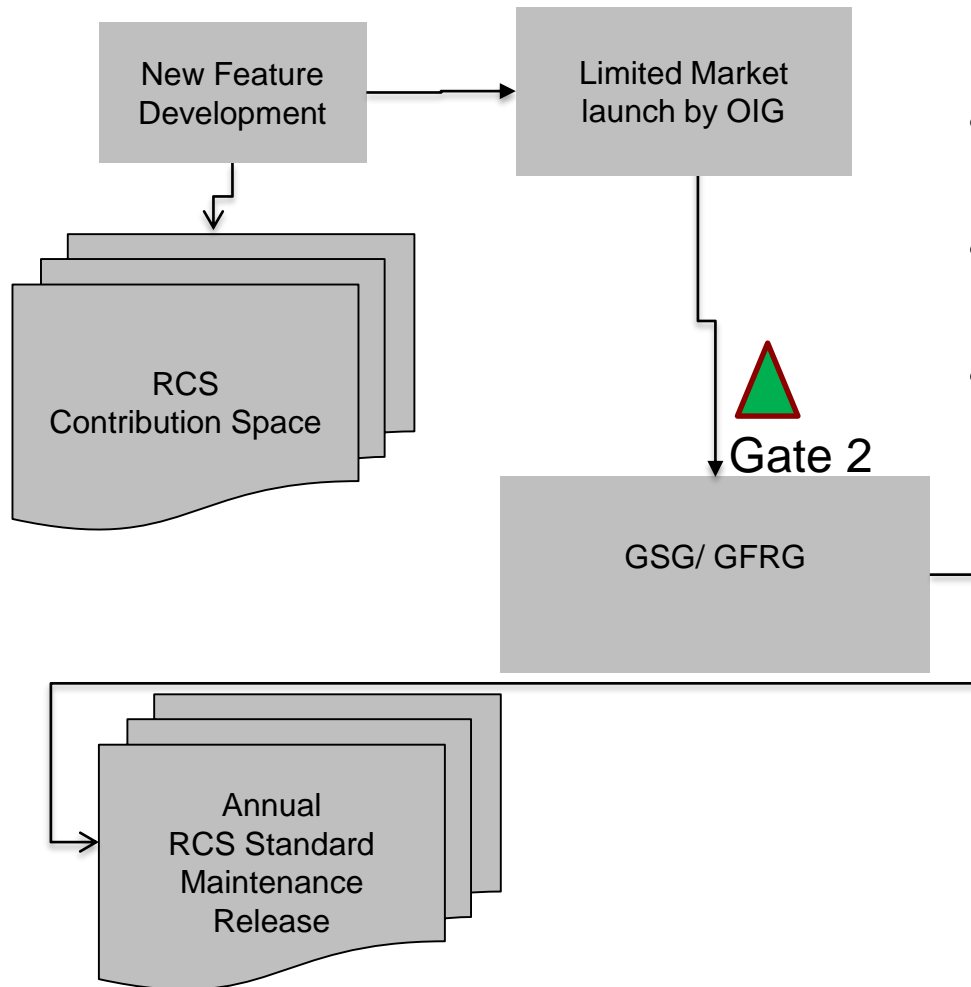 New Feature
Development
Limited Market
launch by OIG
RCS
Contribution Space
Gate 2
GSG/ GFRG
Annual
RCS Standard
Maintenance
Release